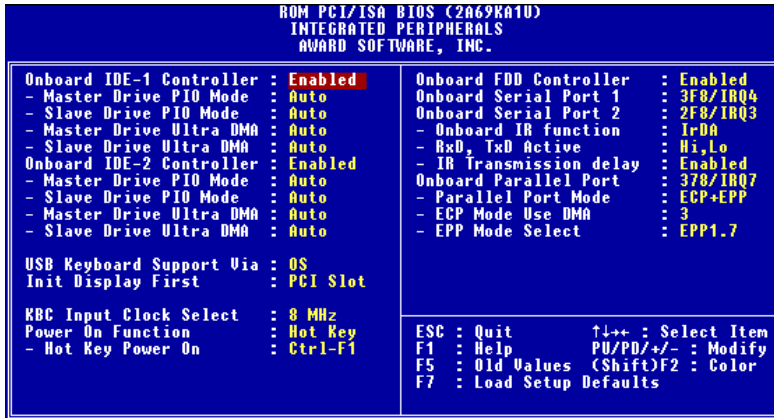 ROM PCI/ISA BIOS (2A69KA1U)
INTEGRATED PERIPHERALS
AWARD SOFTWARE, INC.
Onboard IDE-1 Controller : Enabled
- Master Drive PIO Mode : Auto
- Slave Drive PIO Mode : Auto
- Master Drive Ultra DMA : Auto
- Slave Drive Ultra DMA : Auto
Onboard IDE-2 Controller : Enabled
- Master Drive PIO Mode : Auto
- Slave Drive PIO Mode : Auto
- Master Drive Ultra DMA : Auto
- Slave Drive Ultra DMA : Auto
USB Keyboard Support Via : OS
Init Display First : PCI Slot
KBC Input Clock Select : 8 MHz
Power On Function : Hot Key
- Hot Key Power On : Ctrl-F1
Onboard FDD Controller : Enabled
Onboard Serial Port 1 : 3F8/IRQ4
Onboard Serial Port 2 : 2F8/IRQ3
- Onboard IR function : IrDA
- RxD, TxD Active : Hi,Lo
- IR Transmission delay : Enabled
Onboard Parallel Port : 378/IRQ7
- Parallel Port Mode : ECP+EPP
- ECP Mode Use DMA : 3
- EPP Mode Select : EPP1.7
ESC : Quit ↑↓→← : Select Item
F1 : Help PU/PD/+/- : Modify
F5 : Old Values (Shift)F2 : Color
F7 : Load Setup Defaults